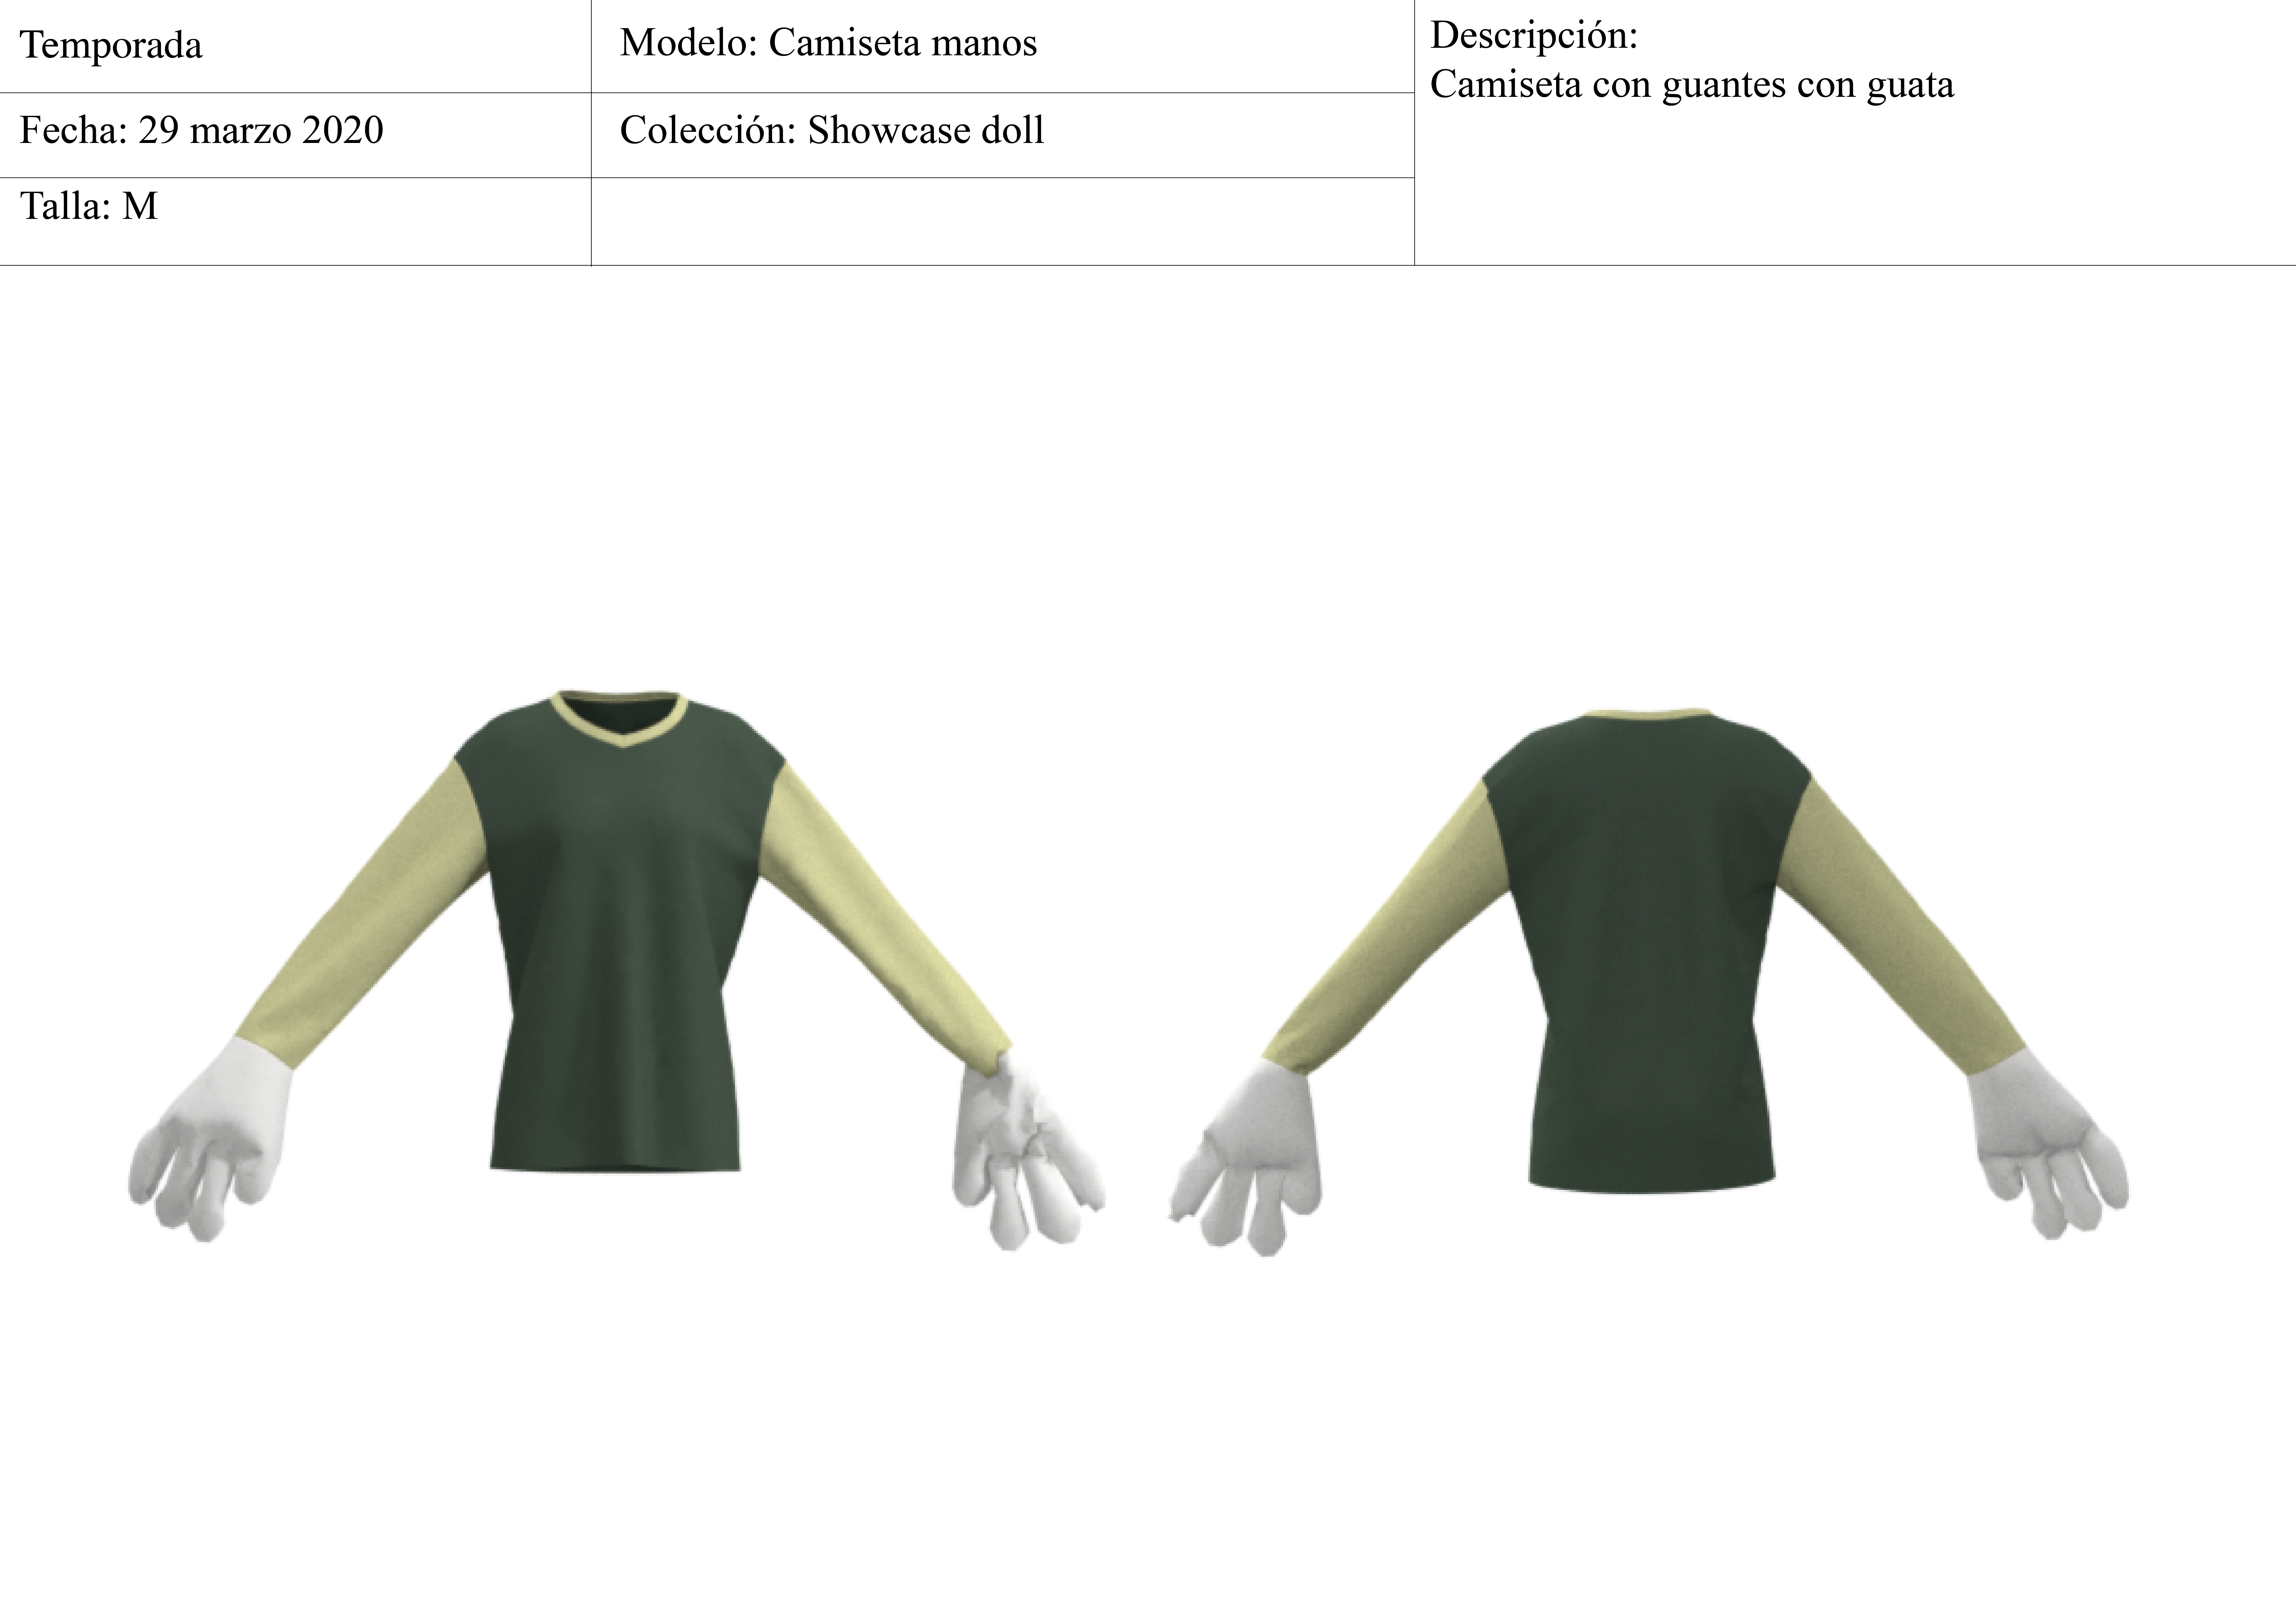 Temporada
Modelo: Camiseta manos
Descripción:
Camiseta con guantes con guata
Fecha: 29 marzo 2020
Colección: Showcase doll
Talla: M